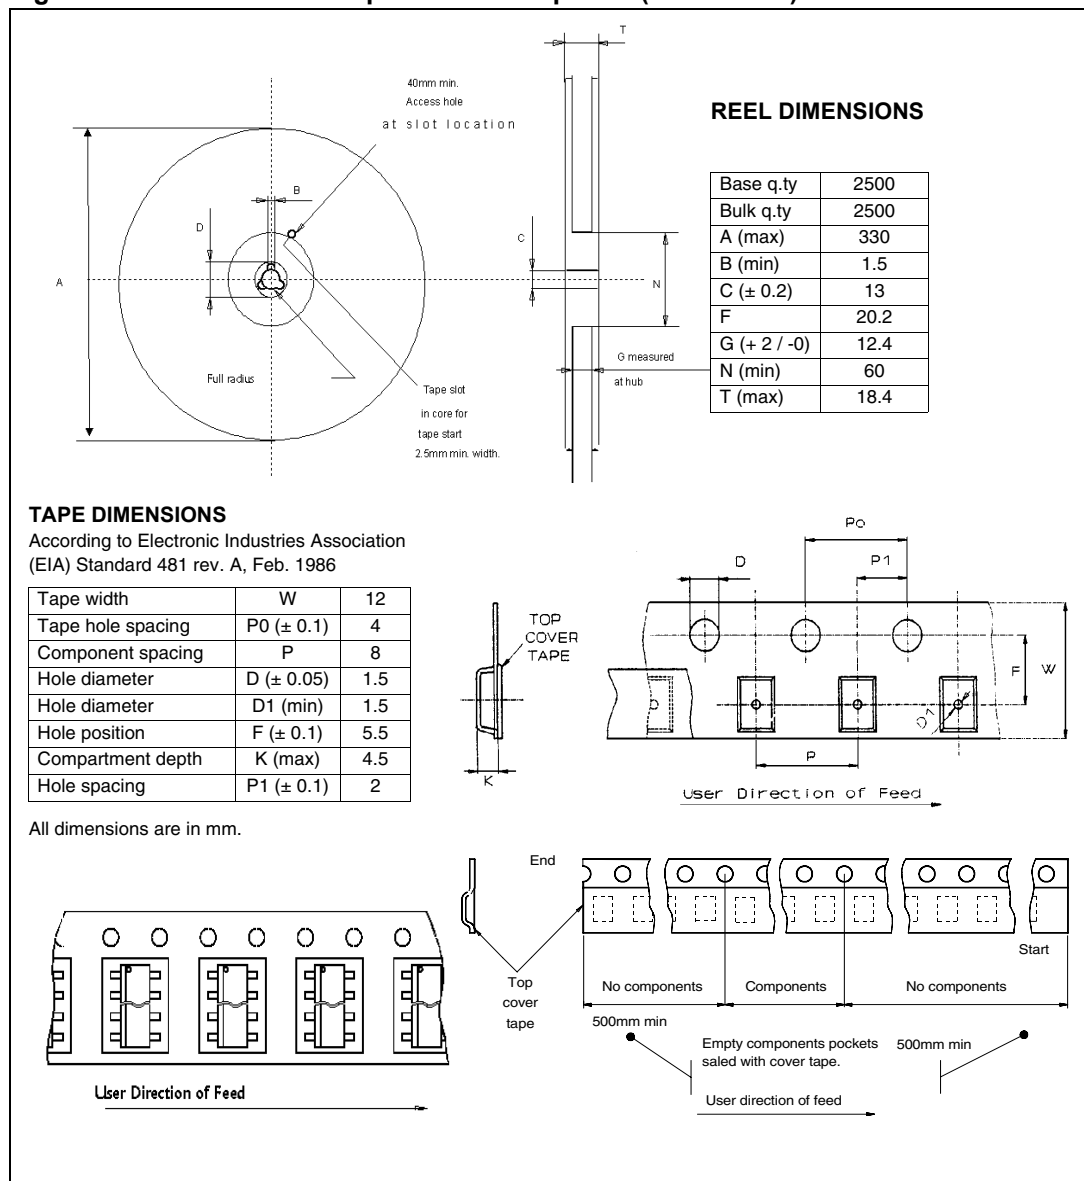 T
40mm min.
Access hole
at slot location
REEL DIMENSIONS
B
D
C
A
N
Base q.ty 2500
Bulk q.ty 2500
A (max) 330
B (min) 1.5
C (± 0.2) 13
F 20.2
G (+ 2 / -0) 12.4
N (min) 60
T (max) 18.4
G measured
at hub
Full radius
Tape slot
in core for
tape start
2.5mm min. width.
TAPE DIMENSIONS
According to Electronic Industries Association
(EIA) Standard 481 rev. A, Feb. 1986
Tape width W 12
Tape hole spacing P0 (± 0.1) 4
Component spacing P 8
Hole diameter D (± 0.05) 1.5
Hole diameter D1 (min) 1.5
Hole position F (± 0.1) 5.5
Compartment depth K (max) 4.5
Hole spacing P1 (± 0.1) 2
All dimensions are in mm.
TOP
COVER
TAPE
K
Po
D
P1
F
W
D1
P
User Direction of Feed
End
Start
Top
cover
tape
No components
Components
No components
500mm min
Empty components pockets
saled with cover tape.
500mm min
User direction of feed
User Direction of Feed